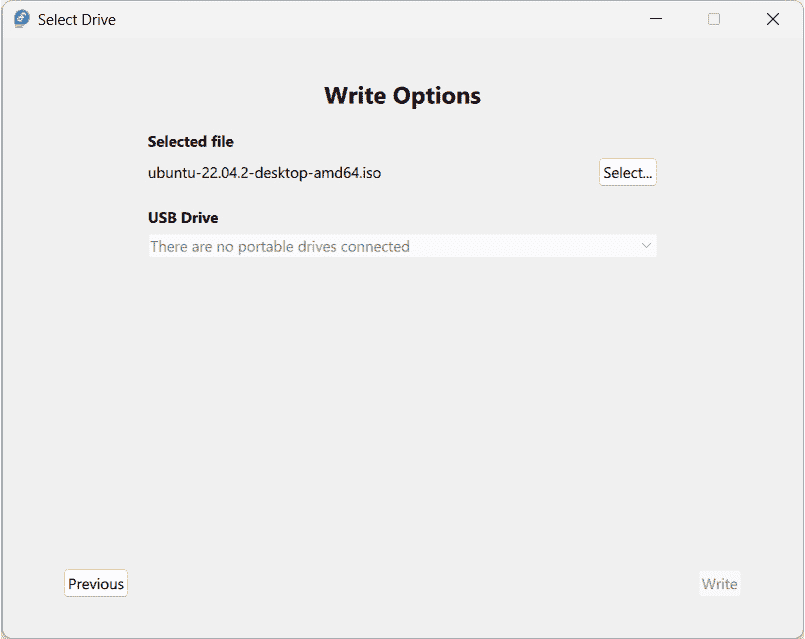 Select Drive
Write Options
Selected file
ubuntu-22.04.2-desktop-amd64.iso
Select...
USB Drive
There are no portable drives connected
Previous
Write